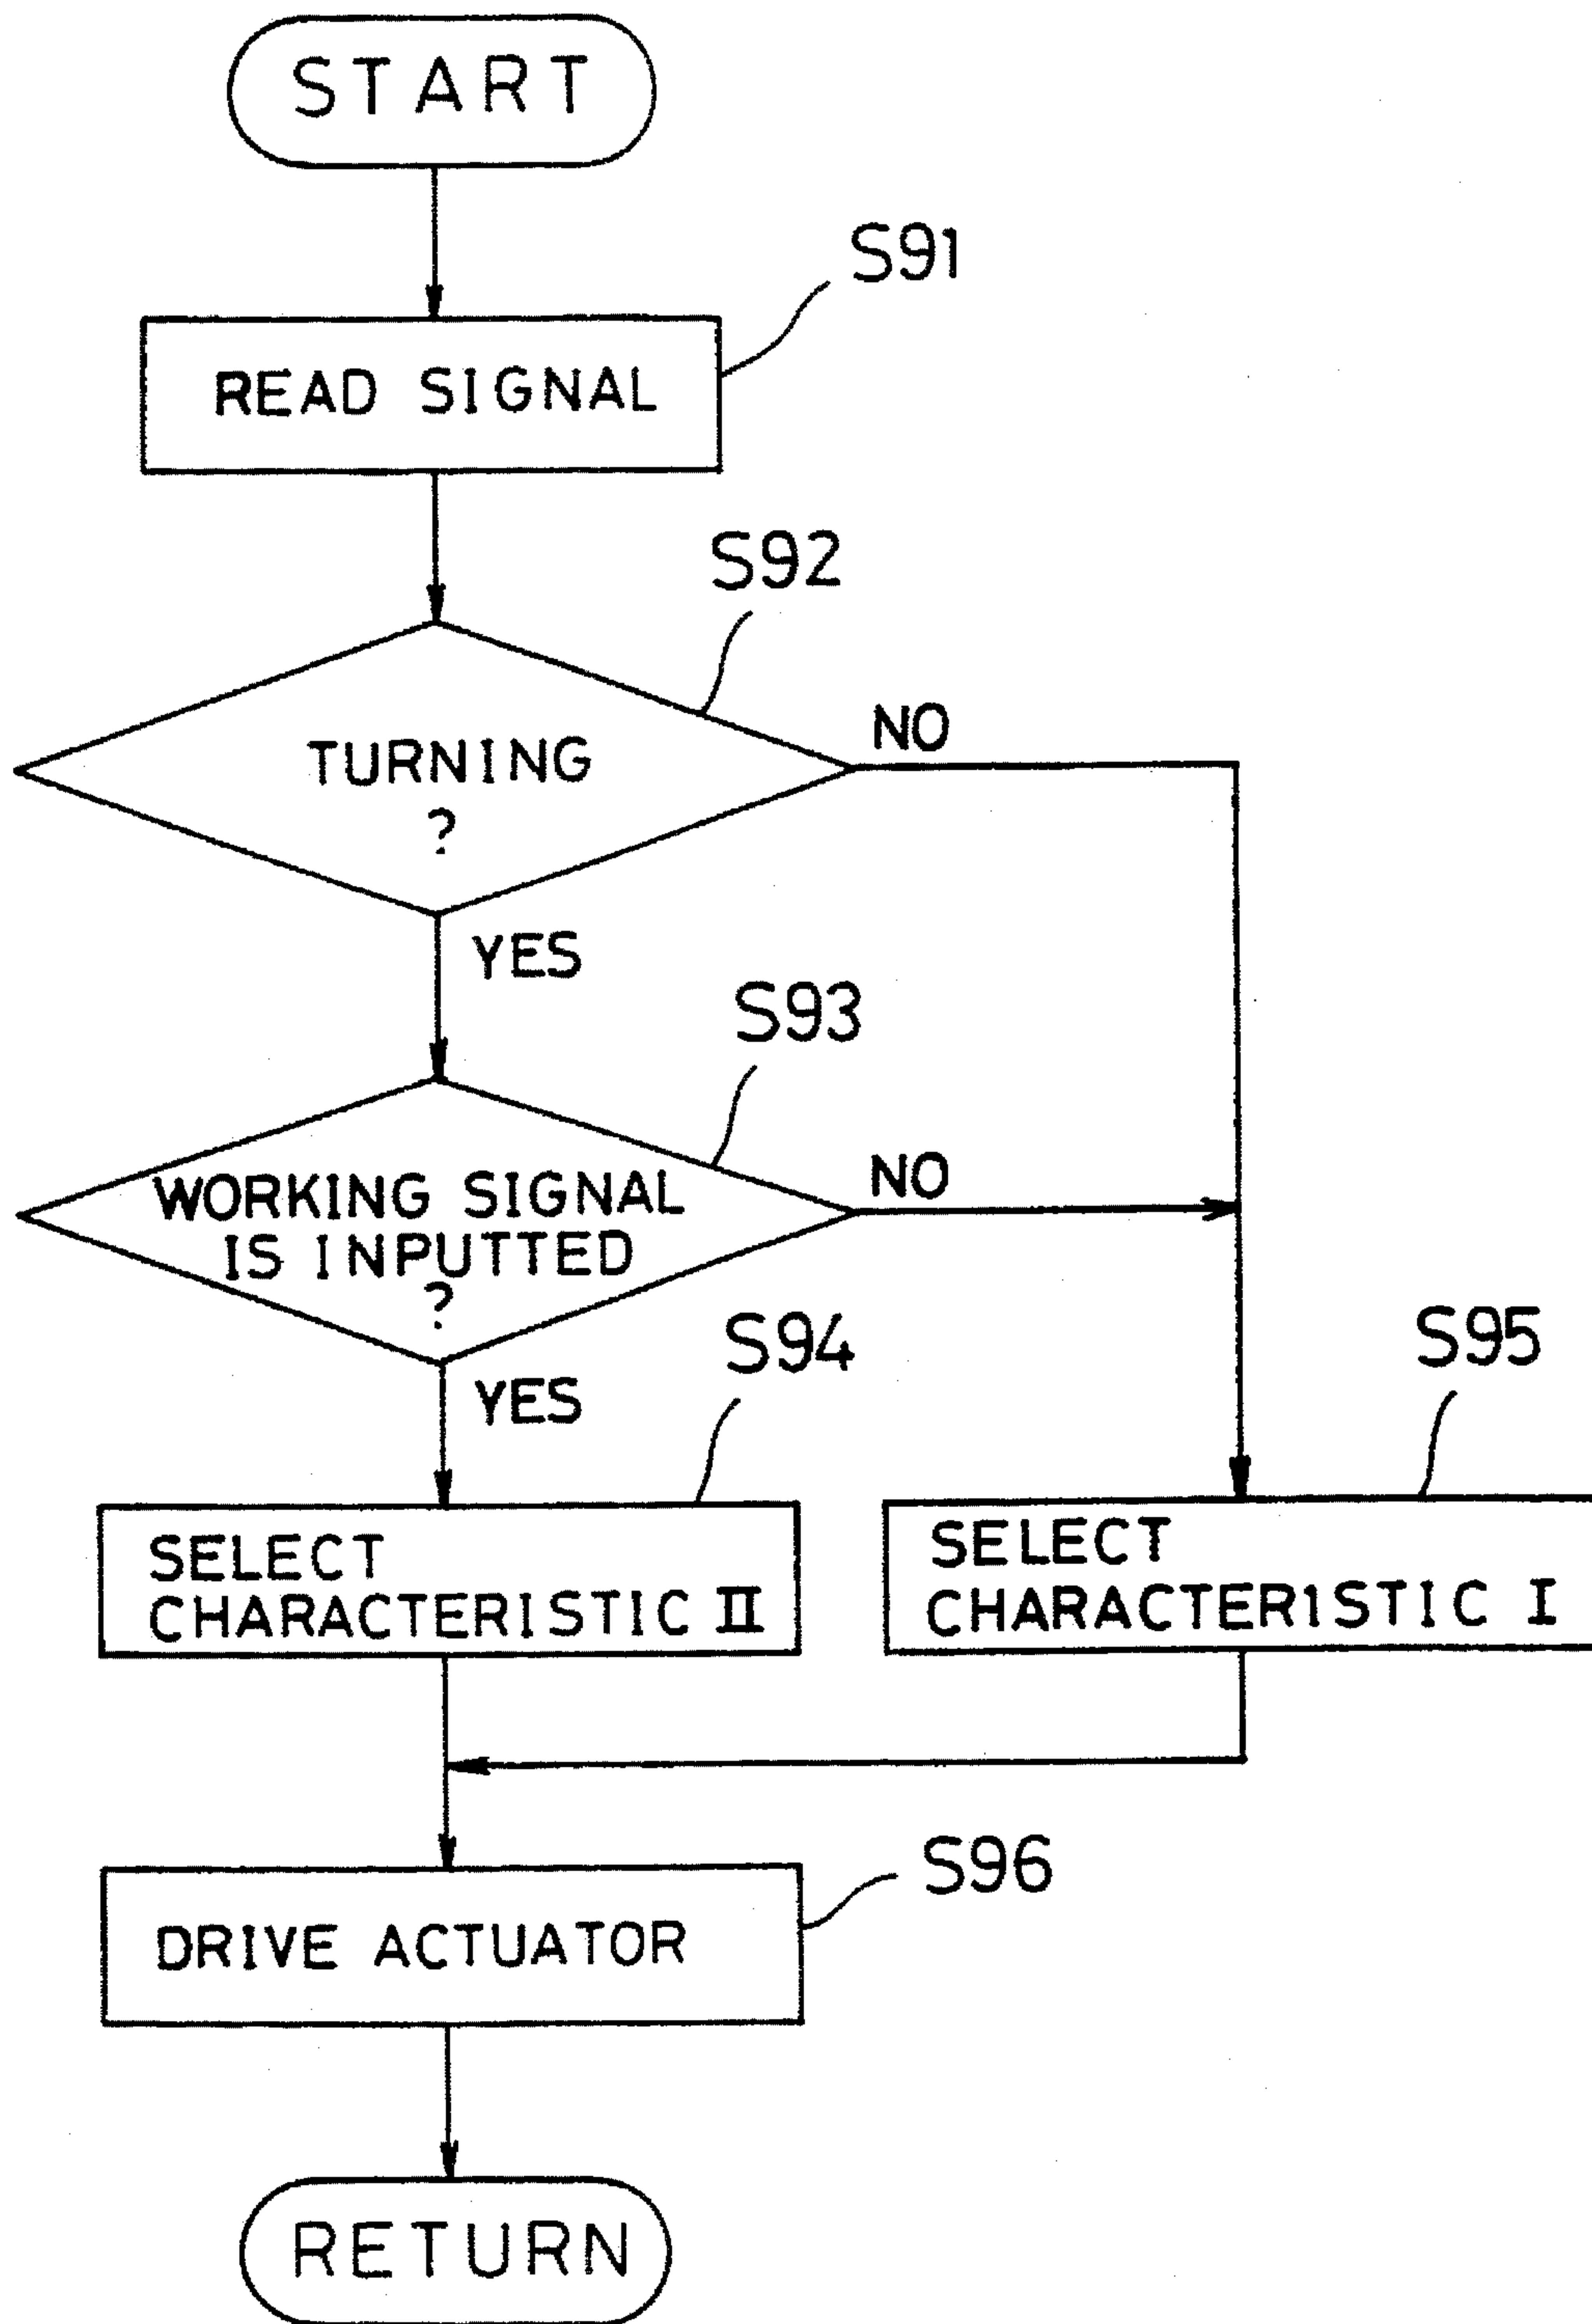 START
S91
READ SIGNAL
S92
TURNING
?
NO
YES
S93
WORKING SIGNAL
IS INPUTTED
?
NO
YES
S94
S95
SELECT
CHARACTERISTIC II
SELECT
CHARACTERISTIC I
S96
DRIVE ACTUATOR
RETURN